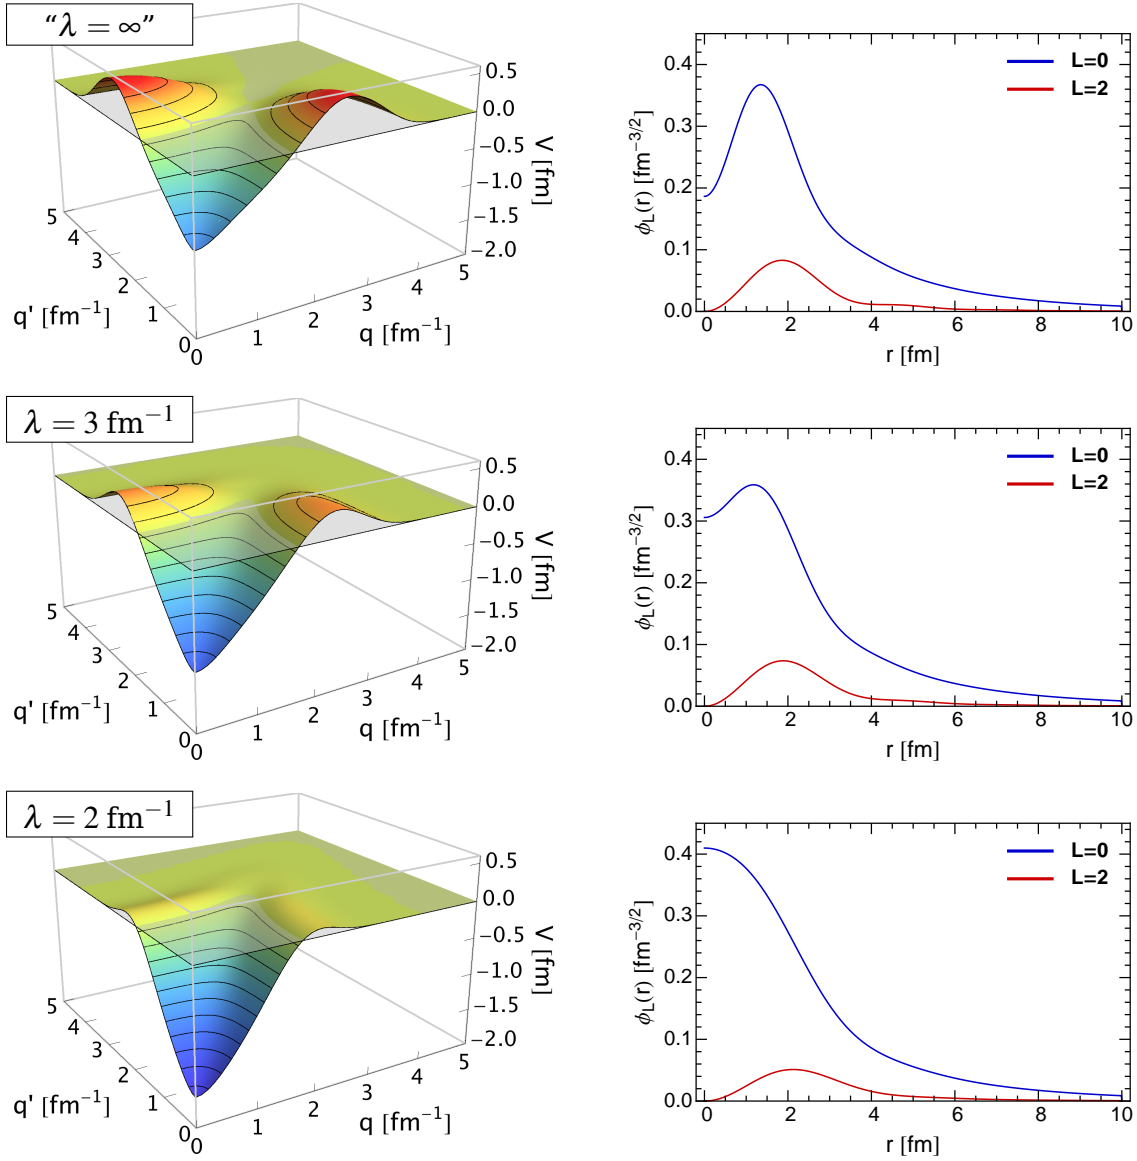 “λ = ∞”
0.5
0.0
−0.5
−1.0
−1.5
−2.0
V [fm]
5
4
3
2
1
0
q' [fm⁻¹]
0
1
2
3
4
5
q [fm⁻¹]
L=0
L=2
0.4
0.3
0.2
0.1
0.0
ϕL(r) [fm⁻³/²]
0 2 4 6 8 10
r [fm]
λ = 3 fm⁻¹
0.5
0.0
−0.5
−1.0
−1.5
−2.0
V [fm]
5
4
3
2
1
0
q' [fm⁻¹]
0
1
2
3
4
5
q [fm⁻¹]
L=0
L=2
0.4
0.3
0.2
0.1
0.0
ϕL(r) [fm⁻³/²]
0 2 4 6 8 10
r [fm]
λ = 2 fm⁻¹
0.5
0.0
−0.5
−1.0
−1.5
−2.0
V [fm]
5
4
3
2
1
0
q' [fm⁻¹]
0
1
2
3
4
5
q [fm⁻¹]
L=0
L=2
0.4
0.3
0.2
0.1
0.0
ϕL(r) [fm⁻³/²]
0 2 4 6 8 10
r [fm]